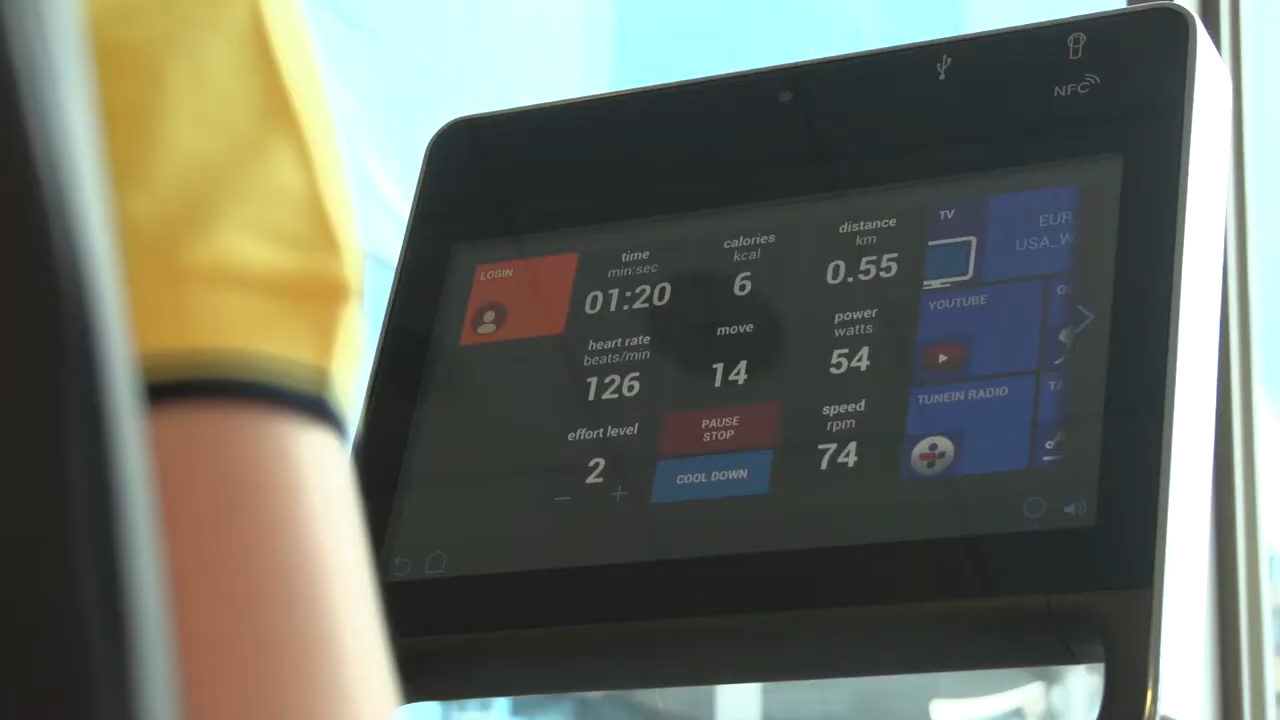 NFC
LOGIN
time
min:sec
01:20
calories
kcal
6
distance
km
0.55
heart rate
beats/min
126
move
14
power
watts
54
effort level
2
− +
PAUSE
STOP
COOL DOWN
speed
rpm
74
TV
EUR
USA_W
YOUTUBE
TUNEIN RADIO